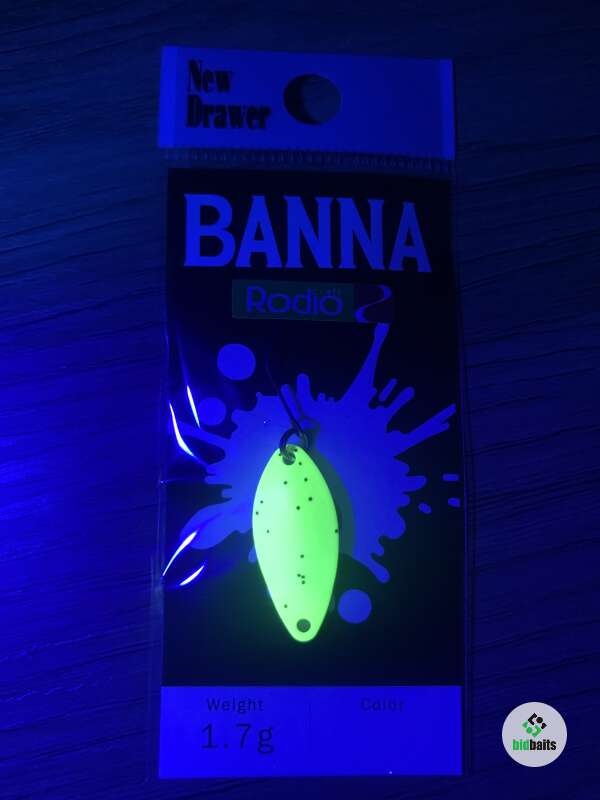 New
Drawer
BANNA
Rodio
Weight
Color
1.7g
bidbaits